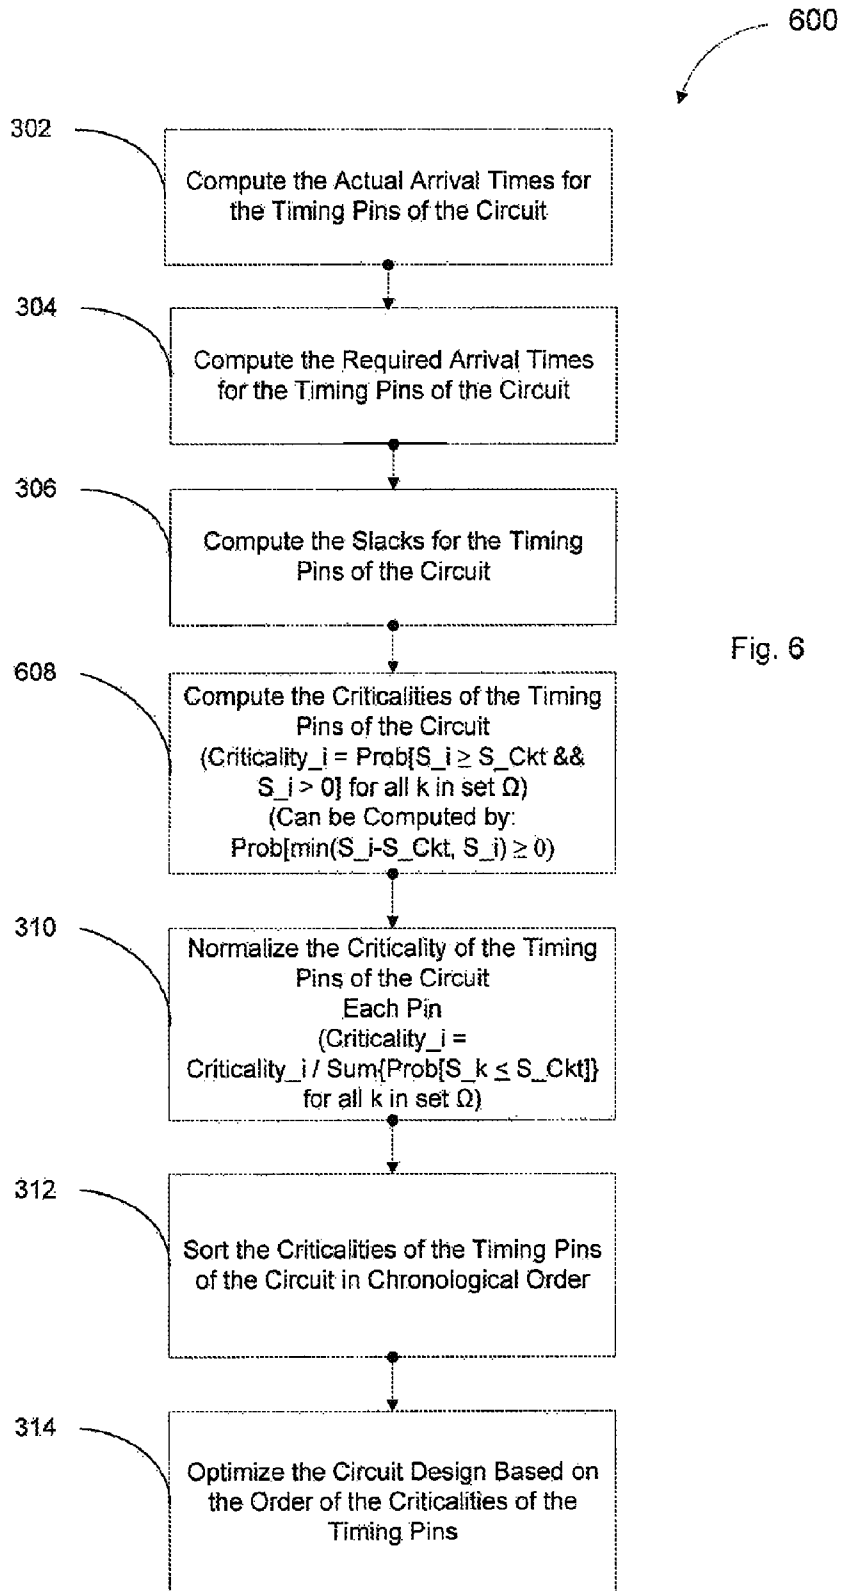 600
302
Compute the Actual Arrival Times for
the Timing Pins of the Circuit
304
Compute the Required Arrival Times
for the Timing Pins of the Circuit
306
Compute the Slacks for the Timing
Pins of the Circuit
Fig. 6
608
Compute the Criticalities of the Timing
Pins of the Circuit
(Criticality_i = Prob[S_i ≥ S_Ckt &&
S_i > 0] for all k in set Ω)
(Can be Computed by:
Prob[min(S_i-S_Ckt, S_i) ≥ 0)
310
Normalize the Criticality of the Timing
Pins of the Circuit
Each Pin
(Criticality_i =
Criticality_i / Sum{Prob[S_k ≤ S_Ckt]}
for all k in set Ω)
312
Sort the Criticalities of the Timing Pins
of the Circuit in Chronological Order
314
Optimize the Circuit Design Based on
the Order of the Criticalities of the
Timing Pins